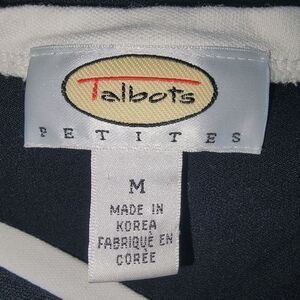 Talbots
PETITES
M
MADE IN
KOREA
FABRIQUÉ EN
CORÉE